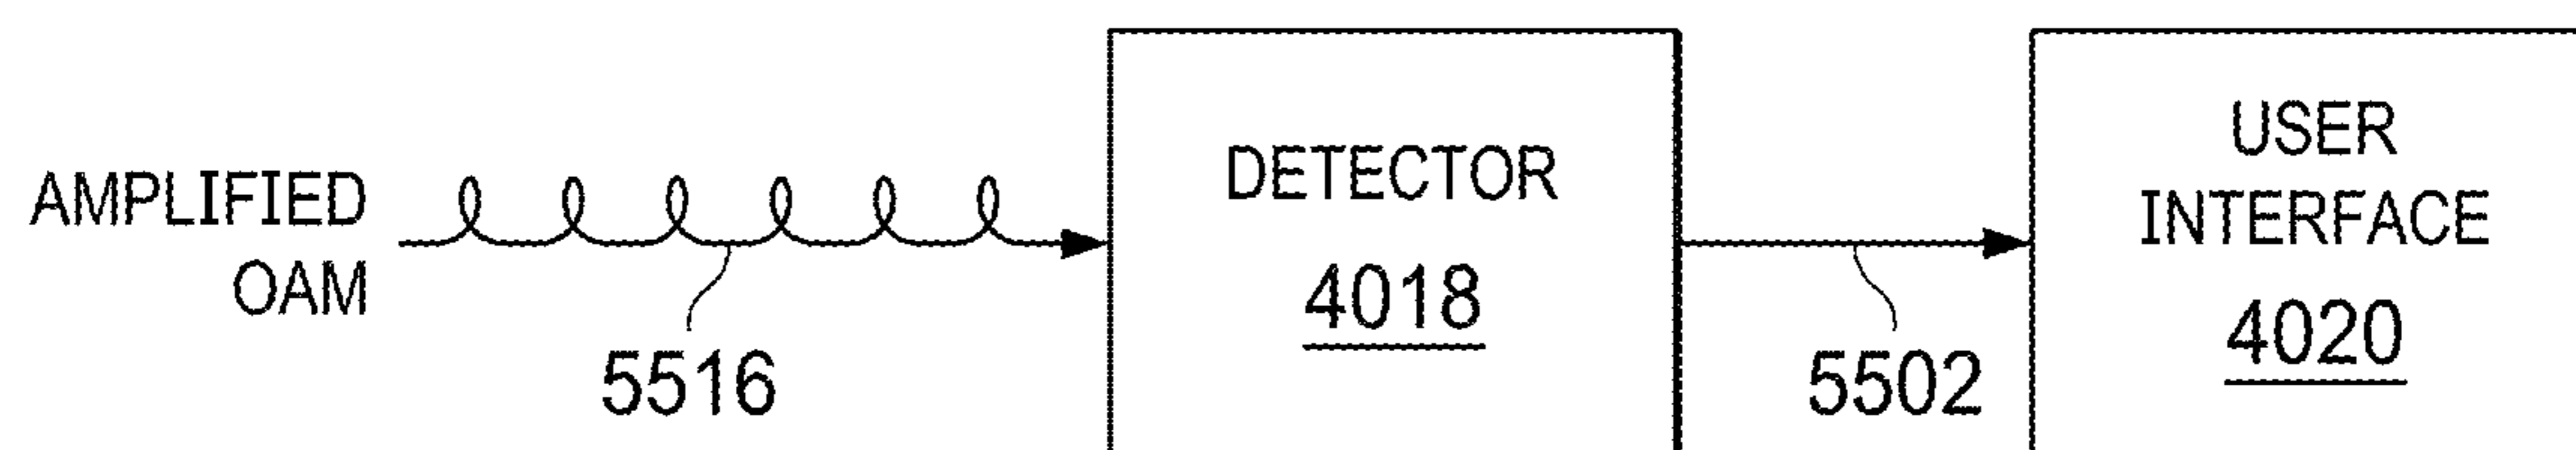 AMPLIFIED
OAM
5516
DETECTOR
4018
5502
USER
INTERFACE
4020